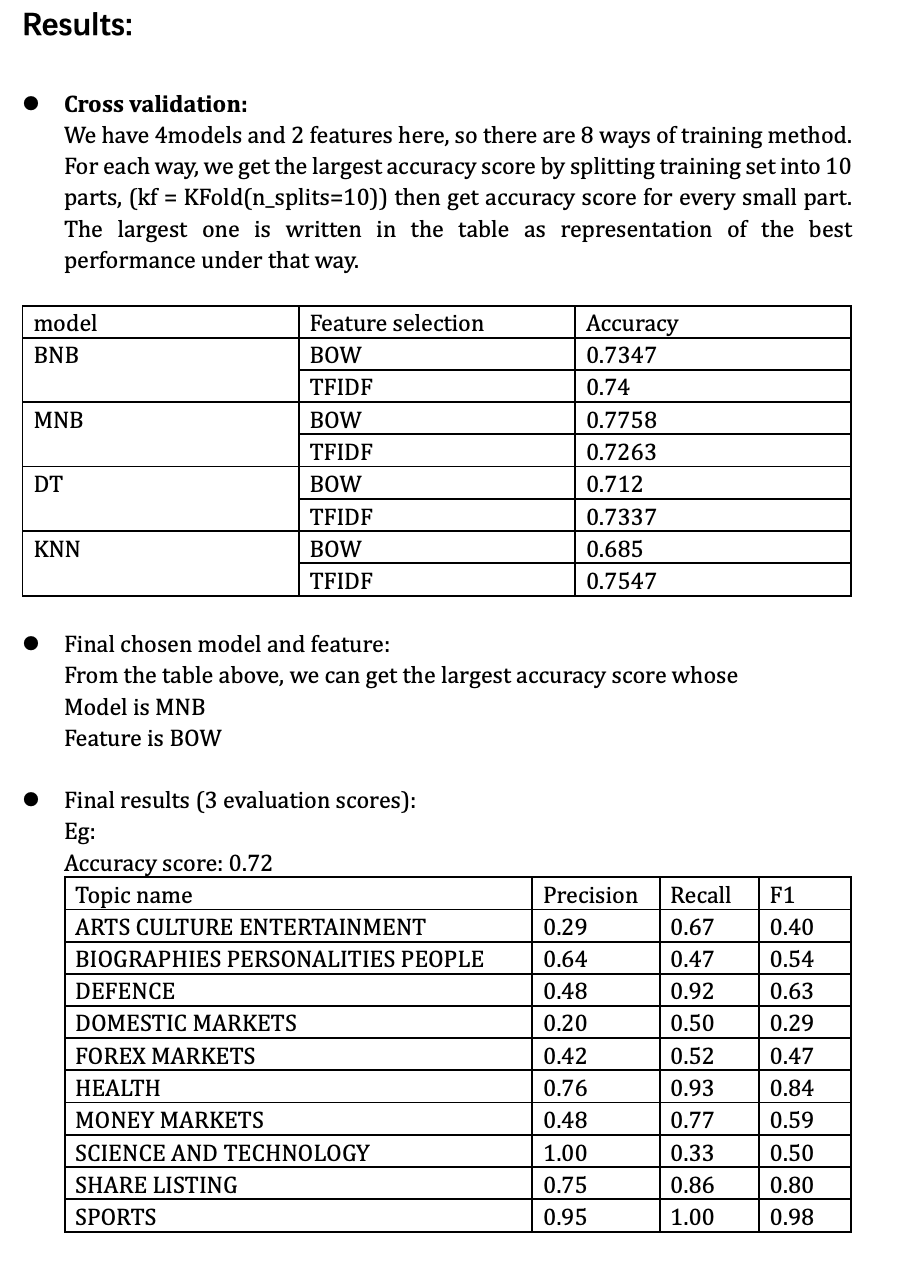 Results:
● Cross validation:
We have 4models and 2 features here, so there are 8 ways of training method.
For each way, we get the largest accuracy score by splitting training set into 10
parts, (kf = KFold(n_splits=10)) then get accuracy score for every small part.
The largest one is written in the table as representation of the best
performance under that way.
model Feature selection Accuracy
BNB BOW 0.7347
TFIDF 0.74
MNB BOW 0.7758
TFIDF 0.7263
DT BOW 0.712
TFIDF 0.7337
KNN BOW 0.685
TFIDF 0.7547
● Final chosen model and feature:
From the table above, we can get the largest accuracy score whose
Model is MNB
Feature is BOW
● Final results (3 evaluation scores):
Eg:
Accuracy score: 0.72
Topic name Precision Recall F1
ARTS CULTURE ENTERTAINMENT 0.29 0.67 0.40
BIOGRAPHIES PERSONALITIES PEOPLE 0.64 0.47 0.54
DEFENCE 0.48 0.92 0.63
DOMESTIC MARKETS 0.20 0.50 0.29
FOREX MARKETS 0.42 0.52 0.47
HEALTH 0.76 0.93 0.84
MONEY MARKETS 0.48 0.77 0.59
SCIENCE AND TECHNOLOGY 1.00 0.33 0.50
SHARE LISTING 0.75 0.86 0.80
SPORTS 0.95 1.00 0.98